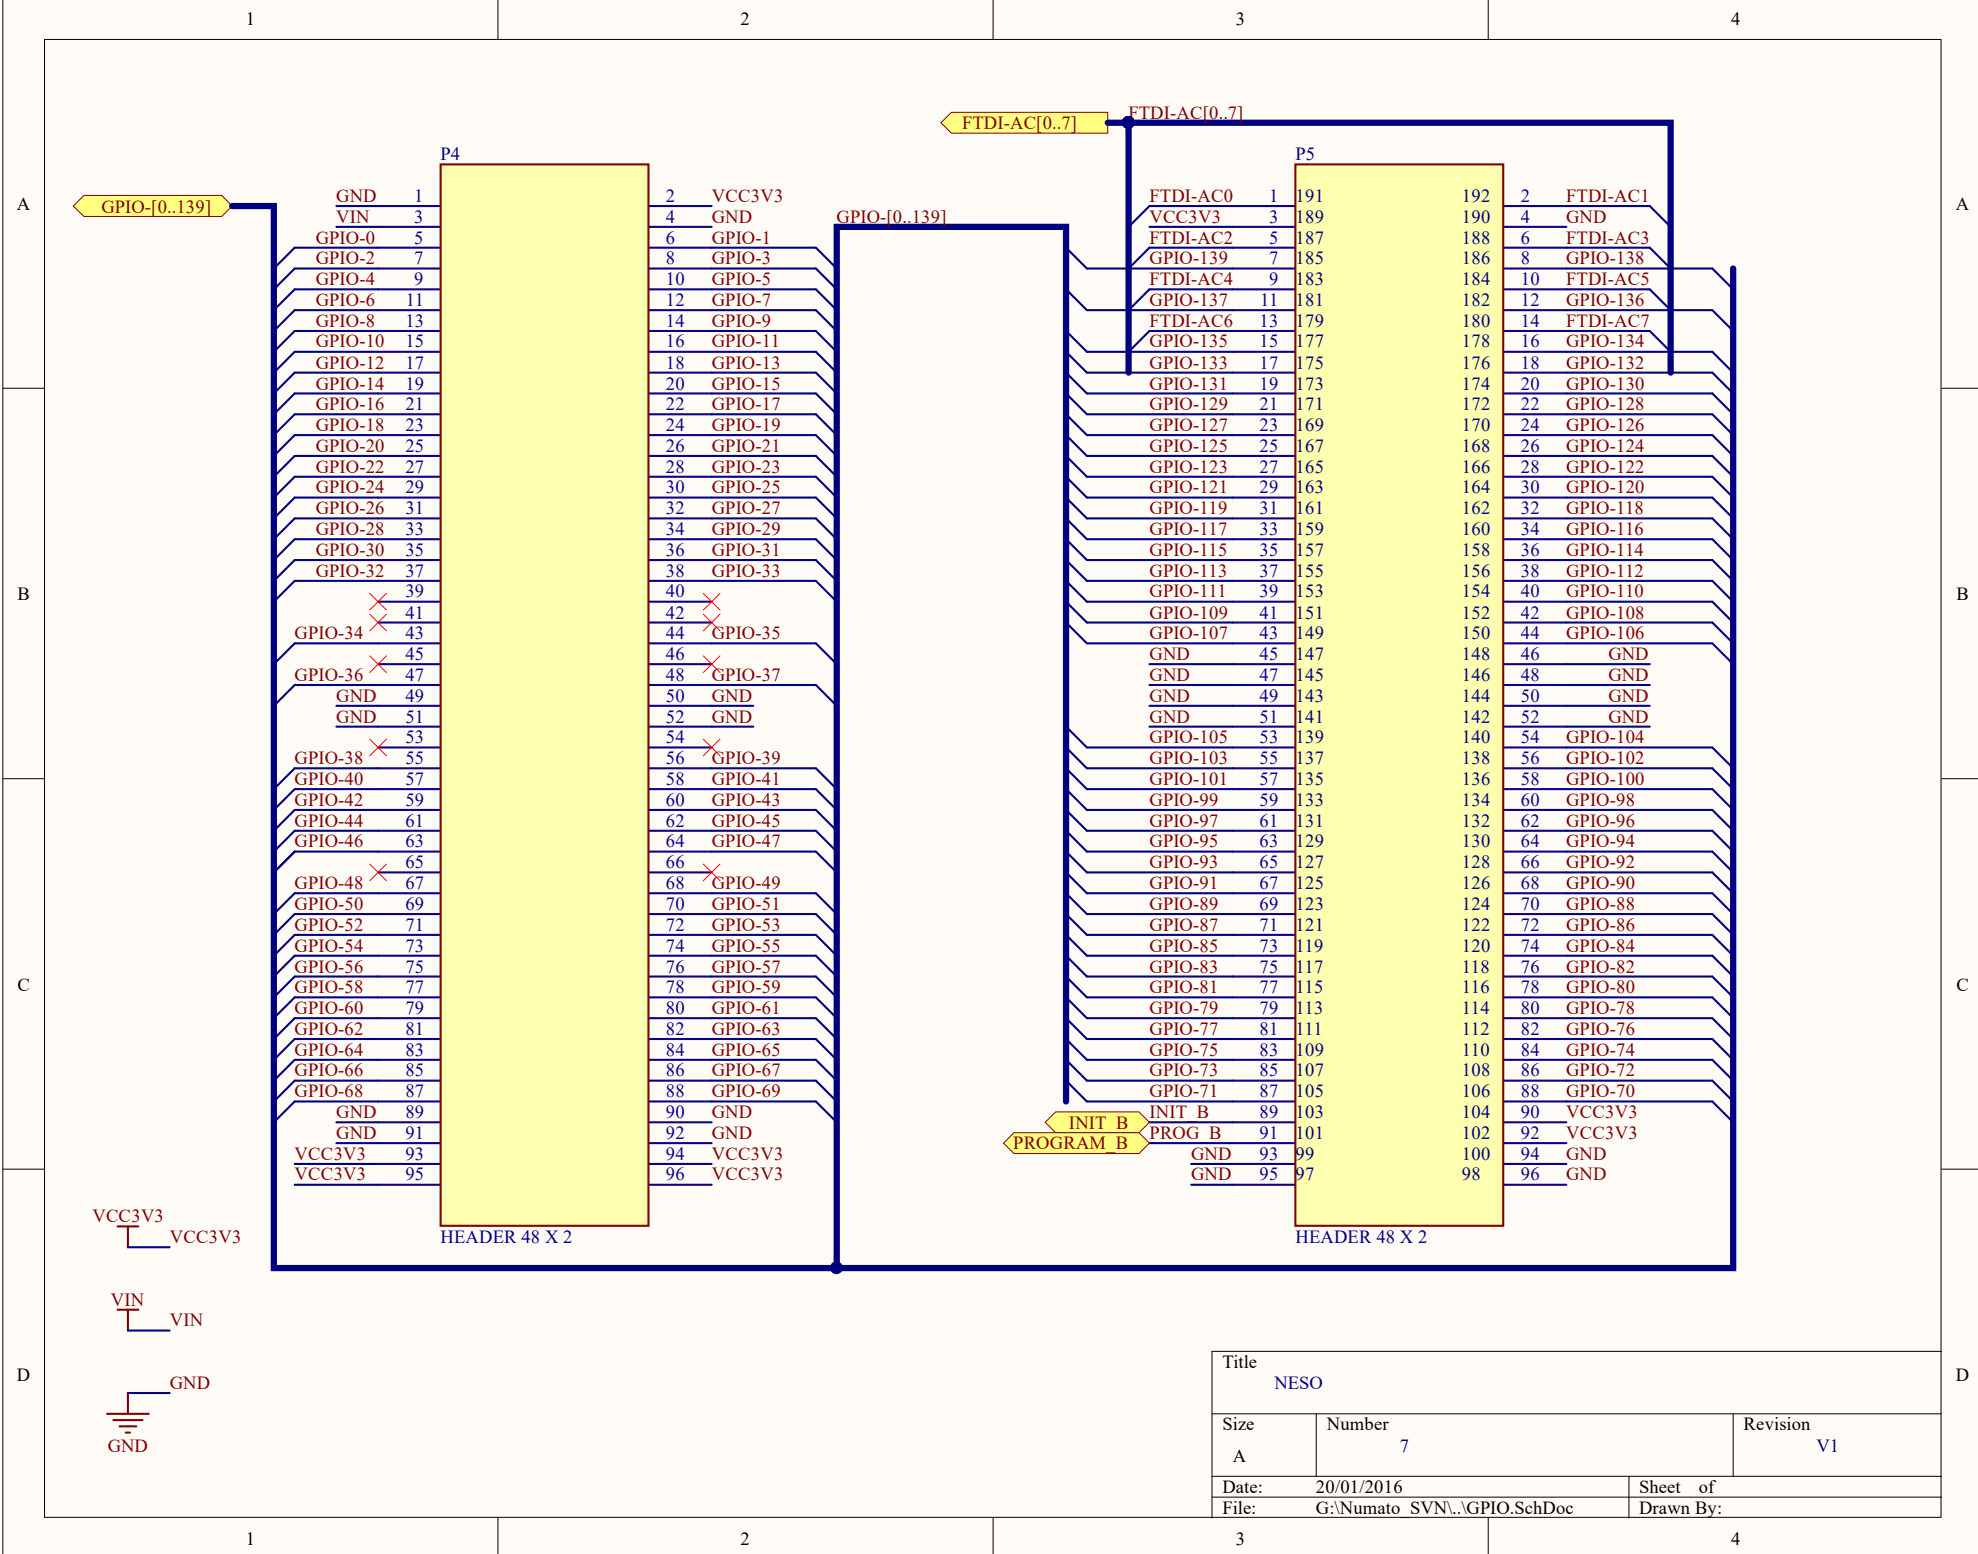 1 2 3 4
FTDI-AC[0..7] FTDI-AC[0..7]
P4 P5
A GPIO-[0..139] A
GPIO-[0..139]
GND 1 2 VCC3V3 FTDI-AC0 1 191 192 2 FTDI-AC1
VIN 3 4 GND VCC3V3 3 189 190 4 GND
GPIO-0 5 6 GPIO-1 FTDI-AC2 5 187 188 6 FTDI-AC3
GPIO-2 7 8 GPIO-3 GPIO-139 7 185 186 8 GPIO-138
GPIO-4 9 10 GPIO-5 FTDI-AC4 9 183 184 10 FTDI-AC5
GPIO-6 11 12 GPIO-7 GPIO-137 11 181 182 12 GPIO-136
GPIO-8 13 14 GPIO-9 FTDI-AC6 13 179 180 14 FTDI-AC7
GPIO-10 15 16 GPIO-11 GPIO-135 15 177 178 16 GPIO-134
GPIO-12 17 18 GPIO-13 GPIO-133 17 175 176 18 GPIO-132
GPIO-14 19 20 GPIO-15 GPIO-131 19 173 174 20 GPIO-130
GPIO-16 21 22 GPIO-17 GPIO-129 21 171 172 22 GPIO-128
GPIO-18 23 24 GPIO-19 GPIO-127 23 169 170 24 GPIO-126
GPIO-20 25 26 GPIO-21 GPIO-125 25 167 168 26 GPIO-124
GPIO-22 27 28 GPIO-23 GPIO-123 27 165 166 28 GPIO-122
GPIO-24 29 30 GPIO-25 GPIO-121 29 163 164 30 GPIO-120
GPIO-26 31 32 GPIO-27 GPIO-119 31 161 162 32 GPIO-118
GPIO-28 33 34 GPIO-29 GPIO-117 33 159 160 34 GPIO-116
GPIO-30 35 36 GPIO-31 GPIO-115 35 157 158 36 GPIO-114
GPIO-32 37 38 GPIO-33 GPIO-113 37 155 156 38 GPIO-112
B 39 40 GPIO-111 39 153 154 40 GPIO-110 B
41 42 GPIO-109 41 151 152 42 GPIO-108
GPIO-34 43 44 GPIO-35 GPIO-107 43 149 150 44 GPIO-106
45 46 GND 45 147 148 46 GND
GPIO-36 47 48 GPIO-37 GND 47 145 146 48 GND
GND 49 50 GND GND 49 143 144 50 GND
GND 51 52 GND GND 51 141 142 52 GND
53 54 GPIO-105 53 139 140 54 GPIO-104
GPIO-38 55 56 GPIO-39 GPIO-103 55 137 138 56 GPIO-102
GPIO-40 57 58 GPIO-41 GPIO-101 57 135 136 58 GPIO-100
GPIO-42 59 60 GPIO-43 GPIO-99 59 133 134 60 GPIO-98
GPIO-44 61 62 GPIO-45 GPIO-97 61 131 132 62 GPIO-96
GPIO-46 63 64 GPIO-47 GPIO-95 63 129 130 64 GPIO-94
65 66 GPIO-93 65 127 128 66 GPIO-92
GPIO-48 67 68 GPIO-49 GPIO-91 67 125 126 68 GPIO-90
GPIO-50 69 70 GPIO-51 GPIO-89 69 123 124 70 GPIO-88
GPIO-52 71 72 GPIO-53 GPIO-87 71 121 122 72 GPIO-86
GPIO-54 73 74 GPIO-55 GPIO-85 73 119 120 74 GPIO-84
GPIO-56 75 76 GPIO-57 GPIO-83 75 117 118 76 GPIO-82
C GPIO-58 77 78 GPIO-59 GPIO-81 77 115 116 78 GPIO-80 C
GPIO-60 79 80 GPIO-61 GPIO-79 79 113 114 80 GPIO-78
GPIO-62 81 82 GPIO-63 GPIO-77 81 111 112 82 GPIO-76
GPIO-64 83 84 GPIO-65 GPIO-75 83 109 110 84 GPIO-74
GPIO-66 85 86 GPIO-67 GPIO-73 85 107 108 86 GPIO-72
GPIO-68 87 88 GPIO-69 GPIO-71 87 105 106 88 GPIO-70
GND 89 90 GND INIT_B INIT_B 89 103 104 90 VCC3V3
GND 91 92 GND PROGRAM_B PROG_B 91 101 102 92 VCC3V3
VCC3V3 93 94 VCC3V3 GND 93 99 100 94 GND
VCC3V3 95 96 VCC3V3 GND 95 97 98 96 GND
HEADER 48 X 2 HEADER 48 X 2
VCC3V3
VCC3V3
VIN
VIN
D GND D
GND
Title
NESO
Size Number Revision
A 7 V1
Date: 20/01/2016 Sheet of
File: G:\Numato SVN\..\GPIO.SchDoc Drawn By:
1 2 3 4